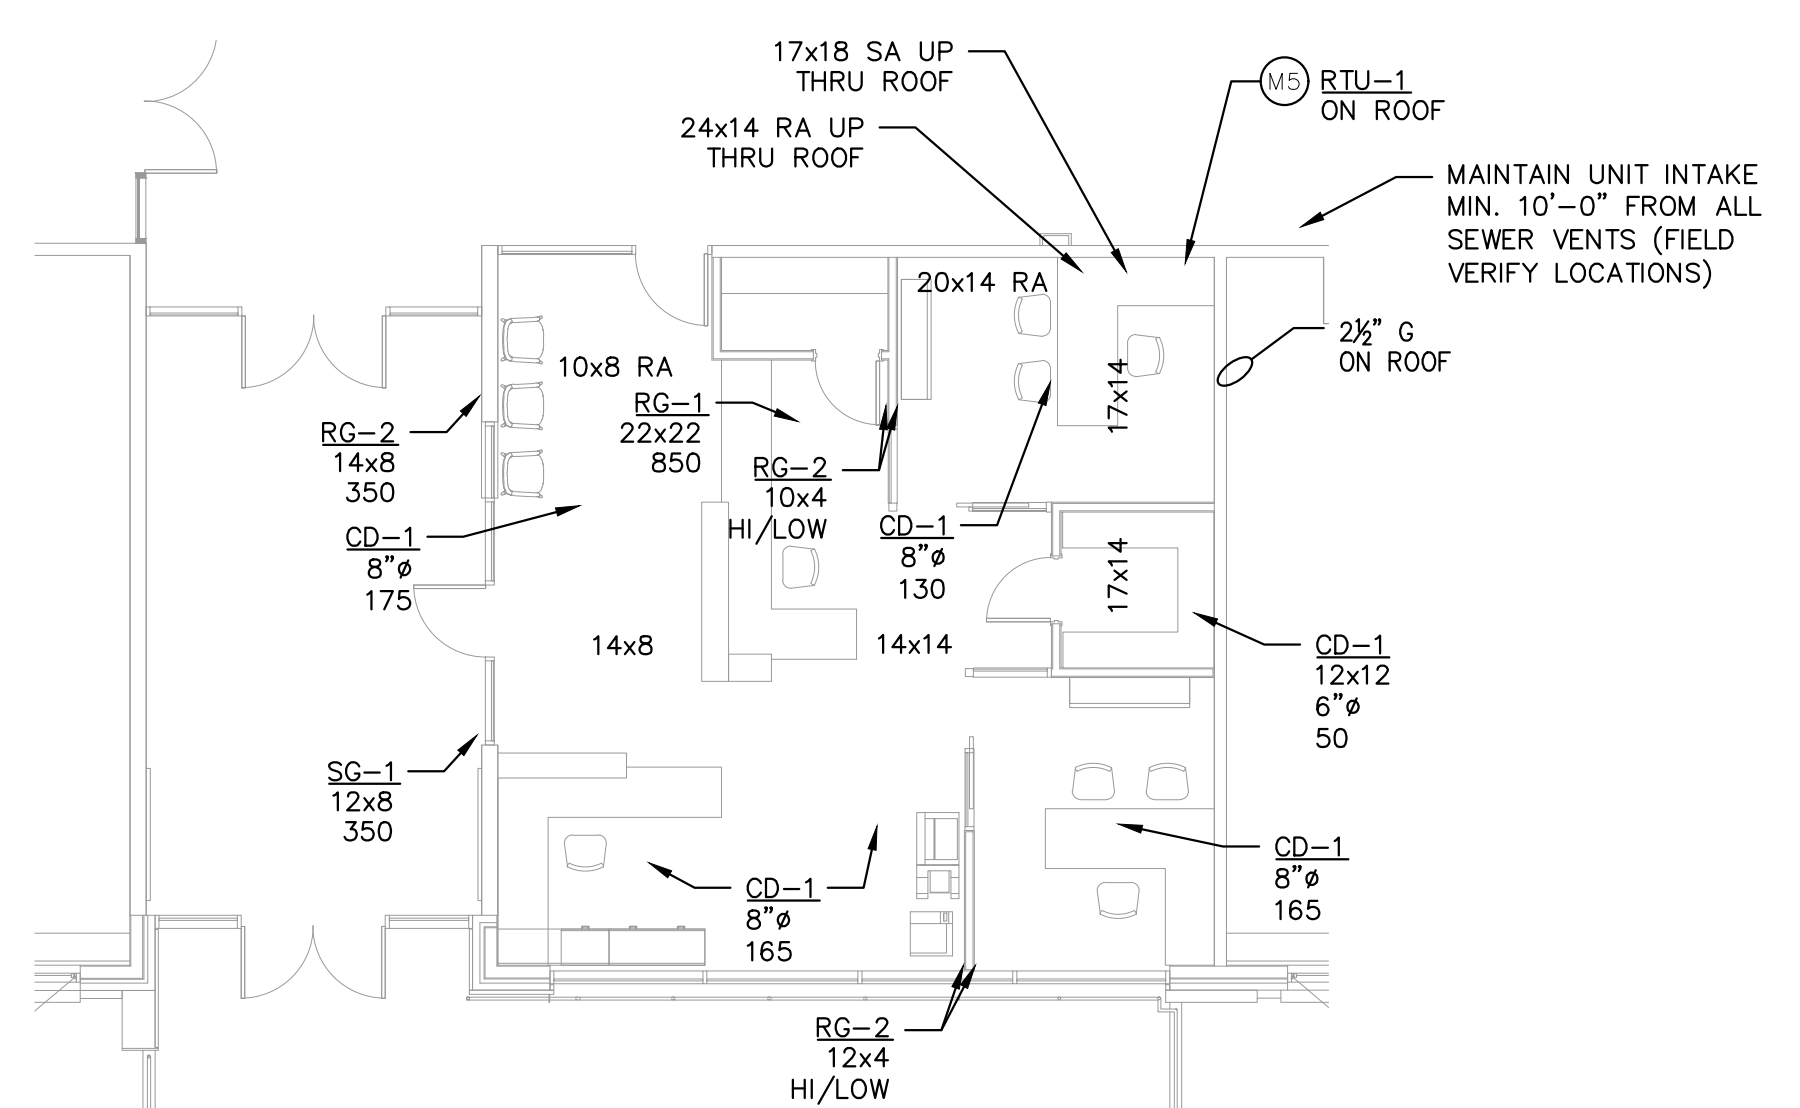 17x18 SA UP
THRU ROOF
24x14 RA UP
THRU ROOF
M5
RTU-1
ON ROOF
MAINTAIN UNIT INTAKE
MIN. 10'-0" FROM ALL
SEWER VENTS (FIELD
VERIFY LOCATIONS)
20x14 RA
2½" G
ON ROOF
10x8 RA
17x14
RG-1
22x22
850
RG-2
14x8
350
RG-2
10x4
HI/LOW
CD-1
8"ø
175
CD-1
8"ø
130
17x14
14x8
14x14
CD-1
12x12
6"ø
50
SG-1
12x8
350
CD-1
8"ø
165
CD-1
8"ø
165
RG-2
12x4
HI/LOW